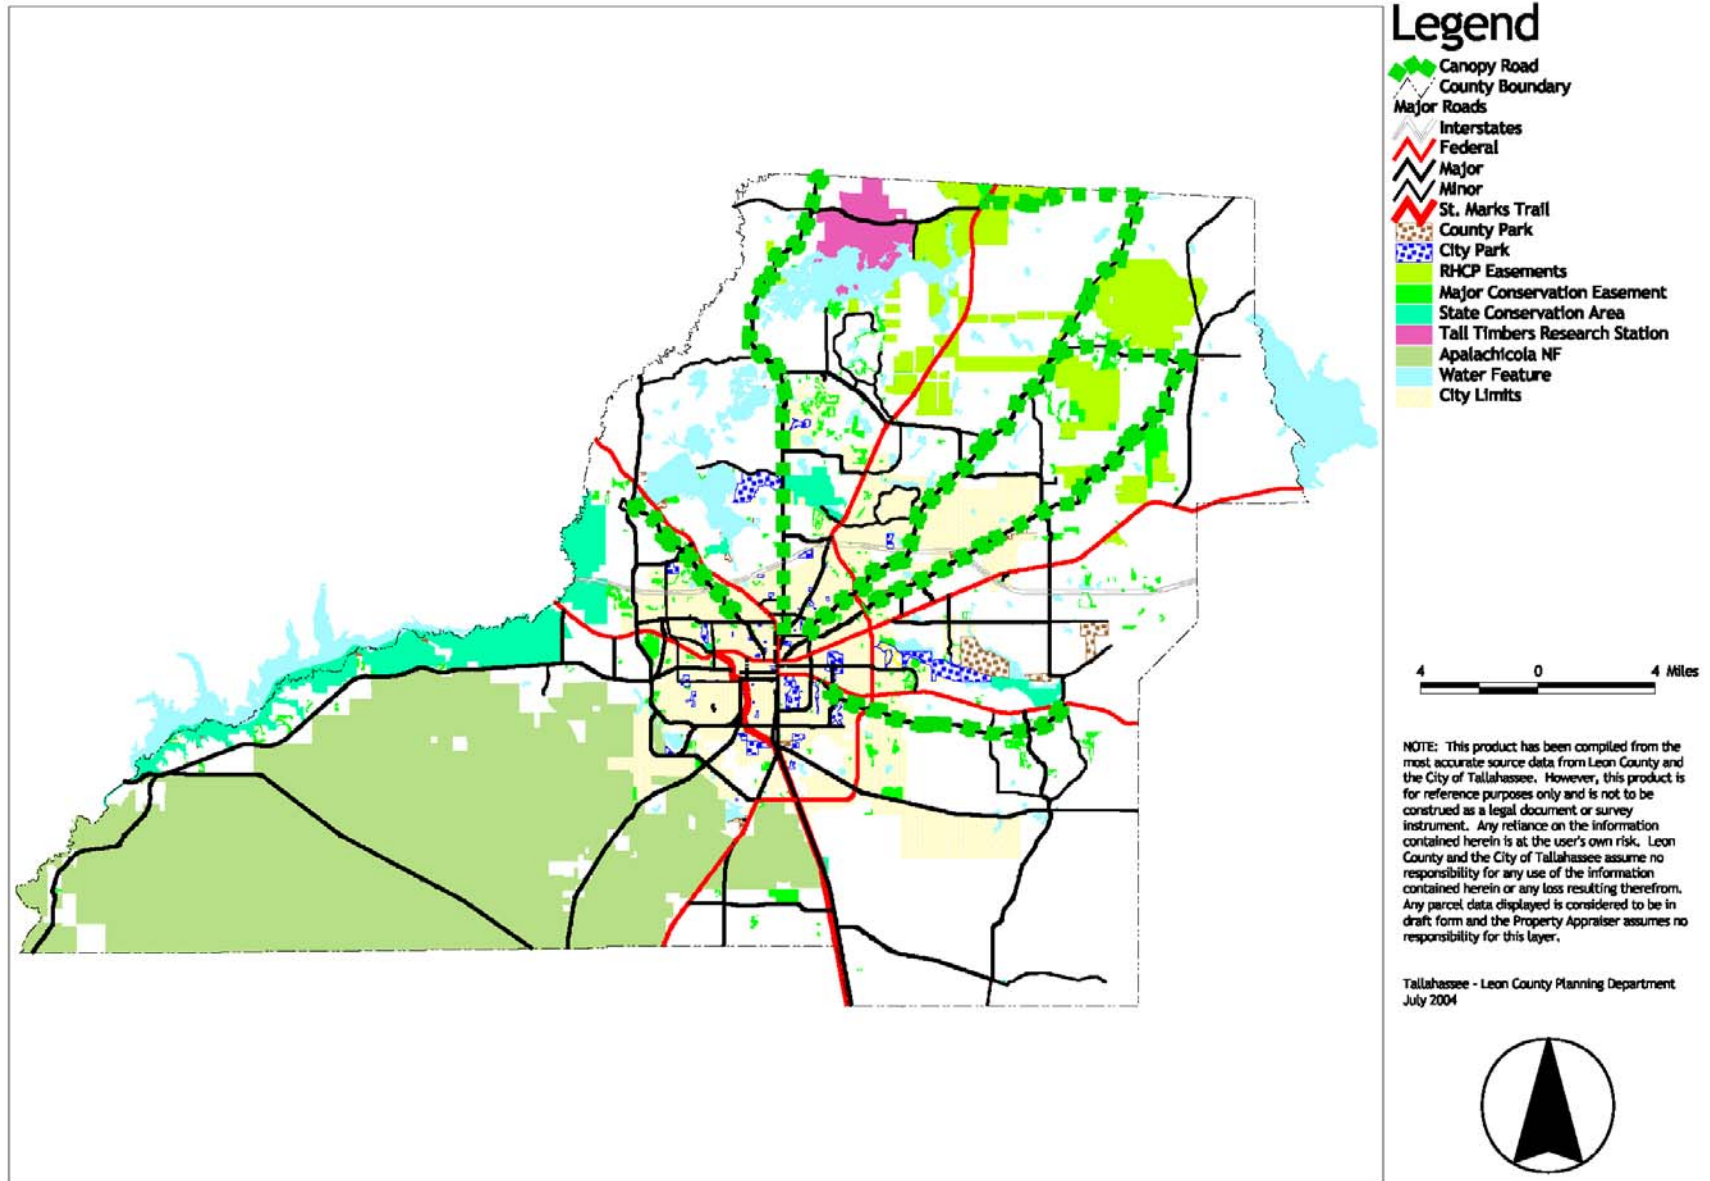 Legend
Canopy Road
County Boundary
Major Roads
Interstates
Federal
Major
Minor
St. Marks Trail
County Park
City Park
RHCP Easements
Major Conservation Easement
State Conservation Area
Tall Timbers Research Station
Apalachicola NF
Water Feature
City Limits
4 0 4 Miles
NOTE: This product has been compiled from the
most accurate source data from Leon County and
the City of Tallahassee. However, this product is
for reference purposes only and is not to be
construed as a legal document or survey
instrument. Any reliance on the information
contained herein is at the user's own risk. Leon
County and the City of Tallahassee assume no
responsibility for any use of the information
contained herein or any loss resulting therefrom.
Any parcel data displayed is considered to be in
draft form and the Property Appraiser assumes no
responsibility for this layer.
Tallahassee - Leon County Planning Department
July 2004